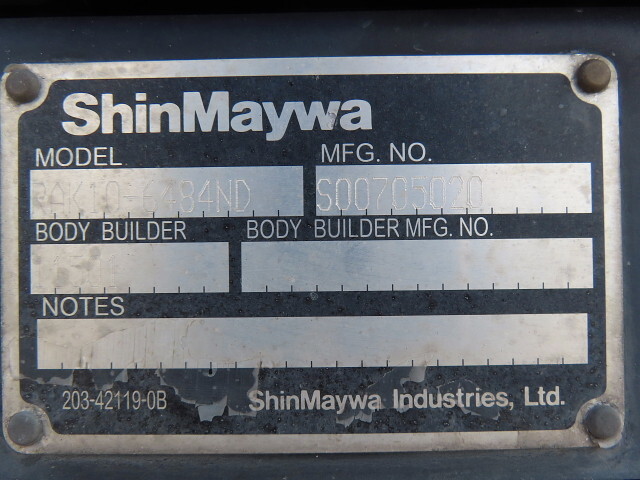 ShinMaywa
MODEL MFG. NO.
S00705020
BODY BUILDER BODY BUILDER MFG. NO.
NOTES
203-42119-0B ShinMaywa Industries, Ltd.